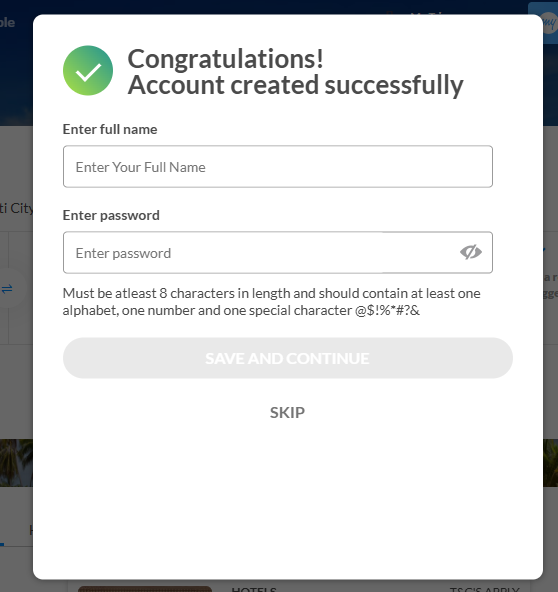 Congratulations!
Account created successfully
Enter full name
Enter Your Full Name
ti City
Enter password
Enter password
Must be atleast 8 characters in length and should contain at least one
alphabet, one number and one special character @$!%*#?&
SAVE AND CONTINUE
SKIP
HOTELS
T&C'S APPLY